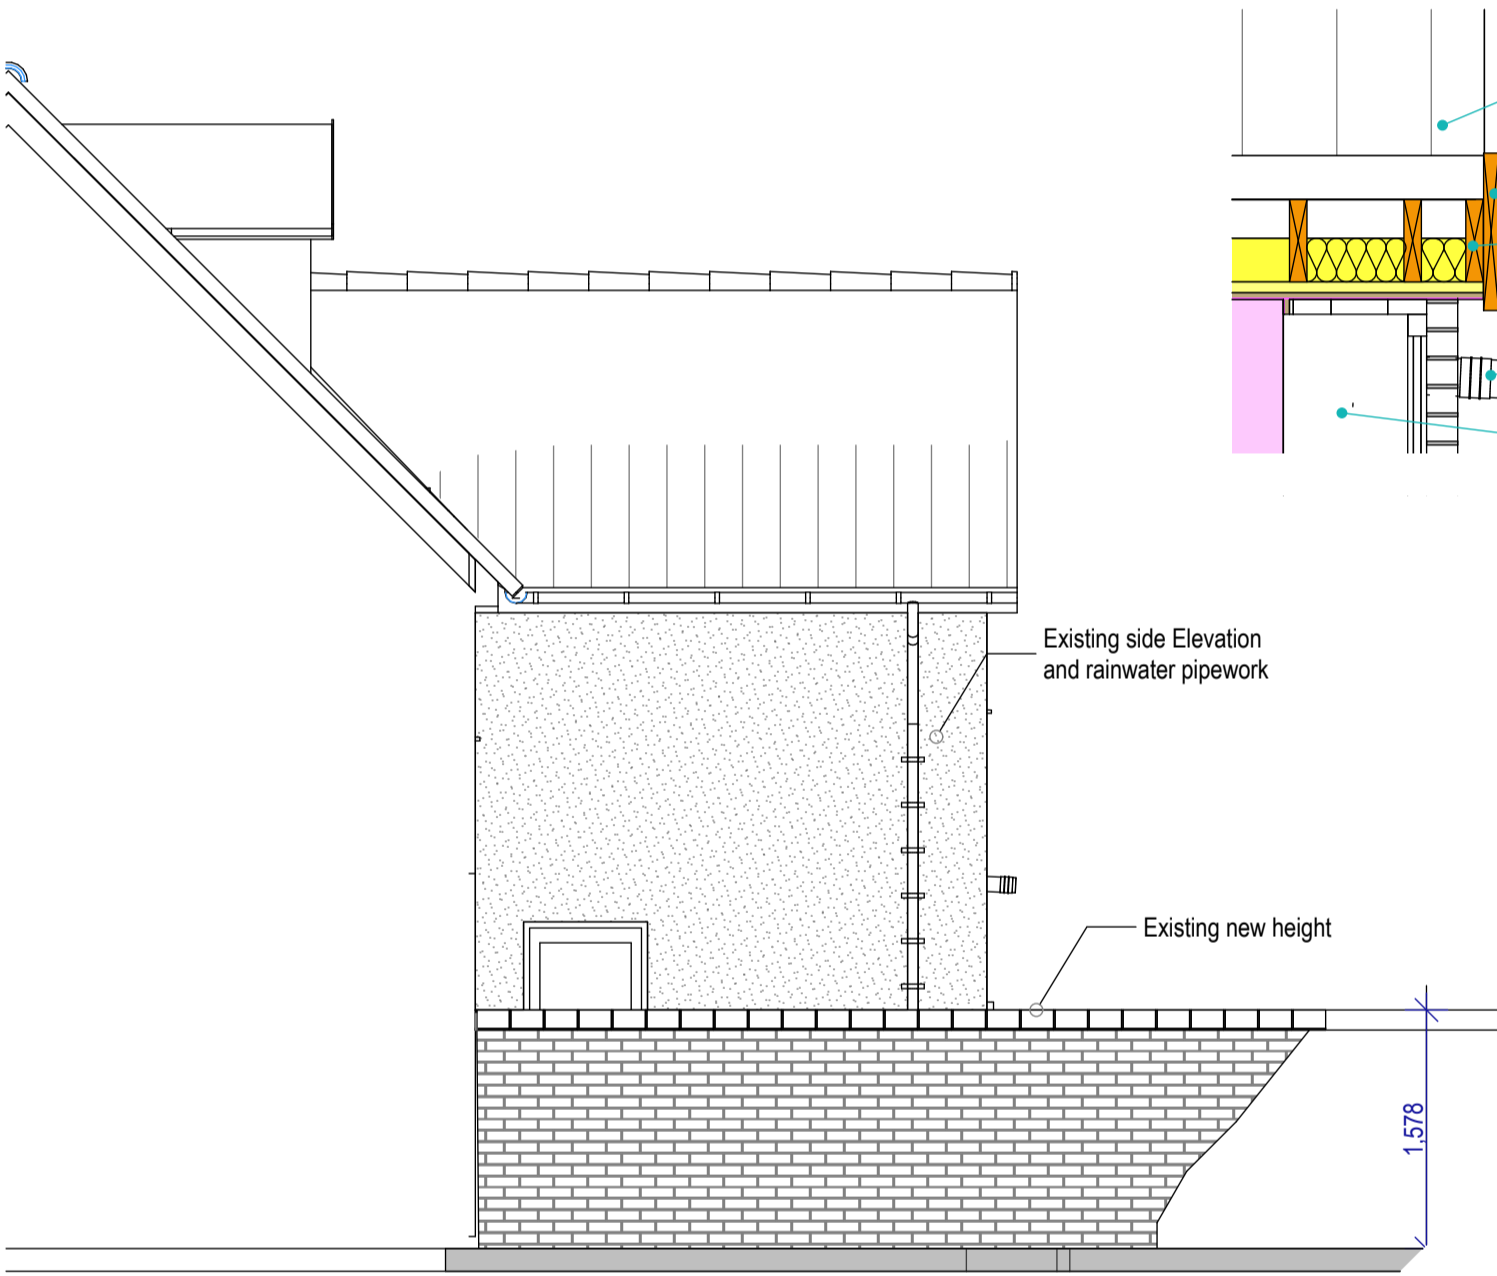 Existing side Elevation
and rainwater pipework
Existing new height
1,578